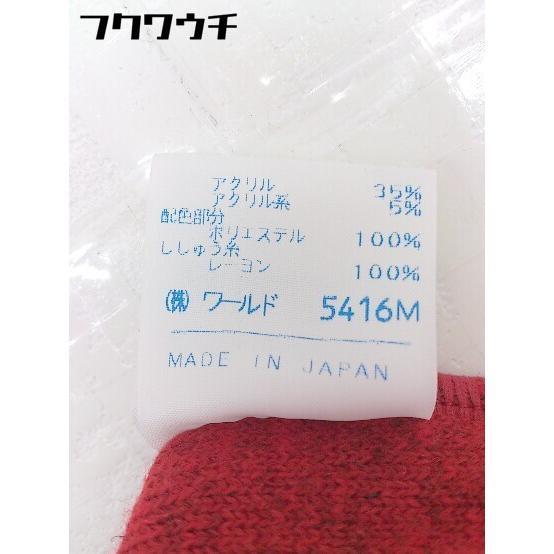 フクワウチ
アクリル 35%
アクリル系 5%
配色部分
ポリエステル 100%
ししゅう糸
レーヨン 100%
㈱ ワールド 5416M
MADE IN JAPAN